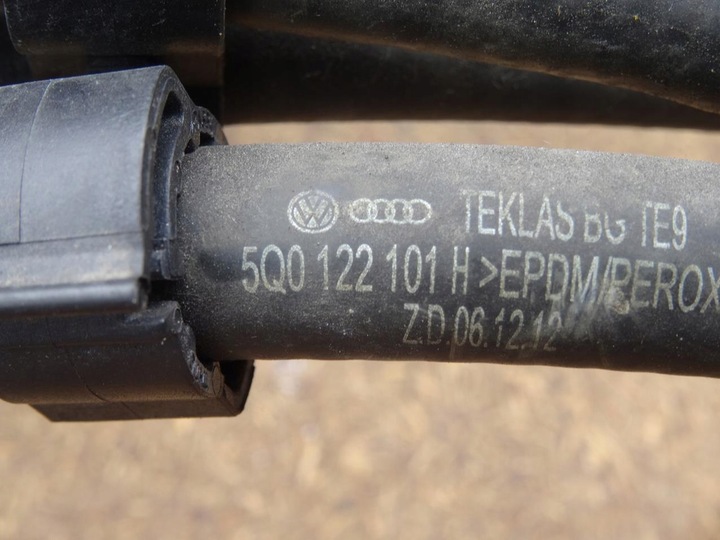 TEKLAS BG TE9
5Q0 122 101 H >EPDM/PEROX
Z.D.06.12.12